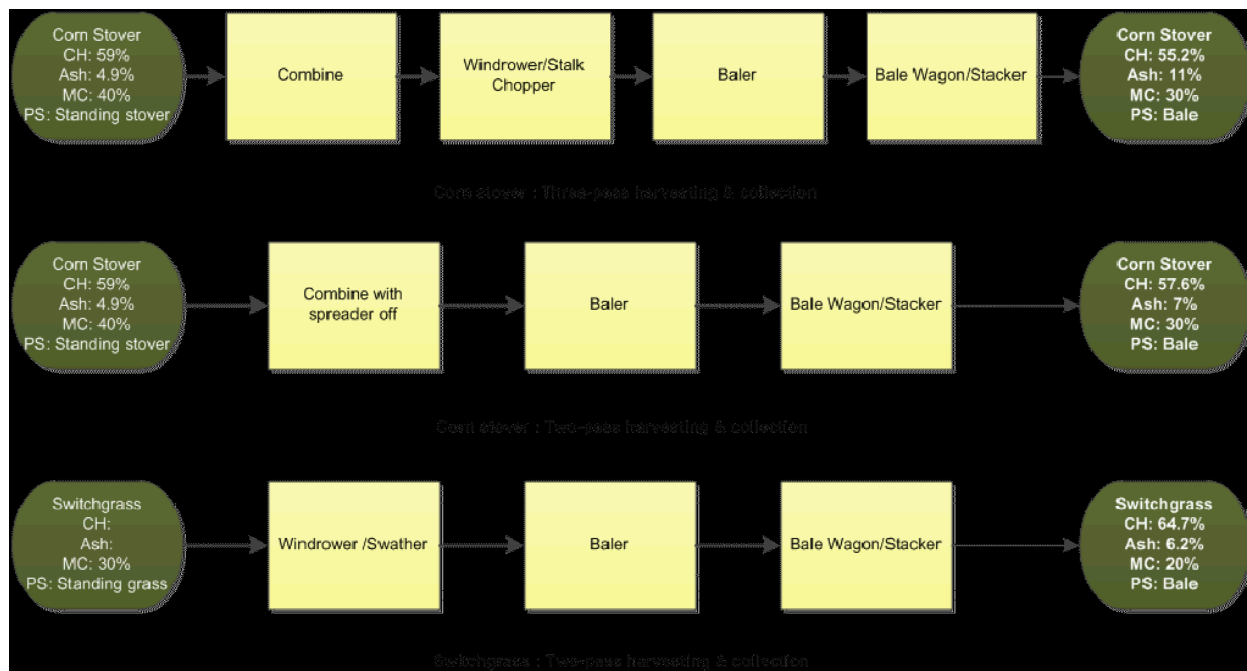 Corn Stover
CH: 59%
Ash: 4.9%
MC: 40%
PS: Standing stover
Combine
Windrower/Stalk
Chopper
Baler
Bale Wagon/Stacker
Corn Stover
CH: 55.2%
Ash: 11%
MC: 30%
PS: Bale
Corn stover : Three-pass harvesting & collection
Corn Stover
CH: 59%
Ash: 4.9%
MC: 40%
PS: Standing stover
Combine with
spreader off
Baler
Bale Wagon/Stacker
Corn Stover
CH: 57.6%
Ash: 7%
MC: 30%
PS: Bale
Corn stover : Two-pass harvesting & collection
Switchgrass
CH:
Ash:
MC: 30%
PS: Standing grass
Windrower /Swather
Baler
Bale Wagon/Stacker
Switchgrass
CH: 64.7%
Ash: 6.2%
MC: 20%
PS: Bale
Switchgrass : Two-pass harvesting & collection